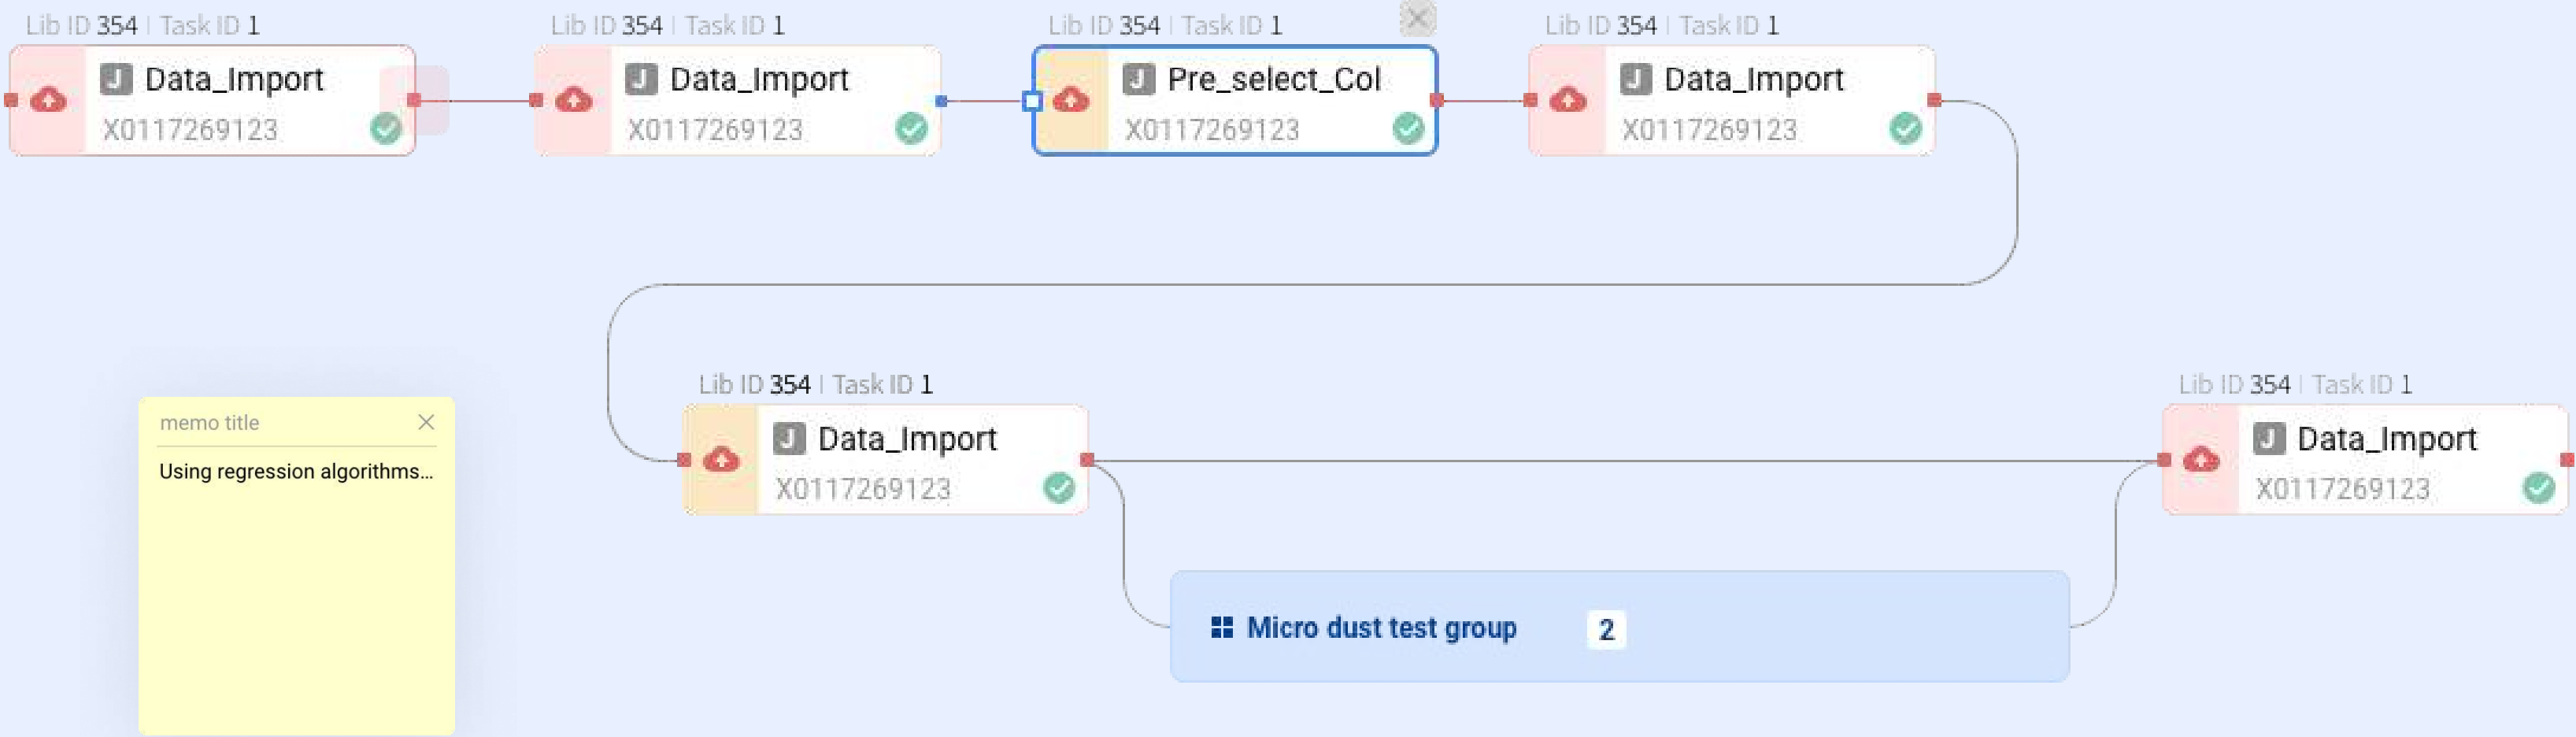 Lib ID 354 | Task ID 1
J Data_Import
X0117269123
Lib ID 354 | Task ID 1
J Data_Import
X0117269123
Lib ID 354 | Task ID 1
J Pre_select_Col
X0117269123
Lib ID 354 | Task ID 1
J Data_Import
X0117269123
memo title
Using regression algorithms...
Lib ID 354 | Task ID 1
J Data_Import
X0117269123
Lib ID 354 | Task ID 1
J Data_Import
X0117269123
Micro dust test group 2